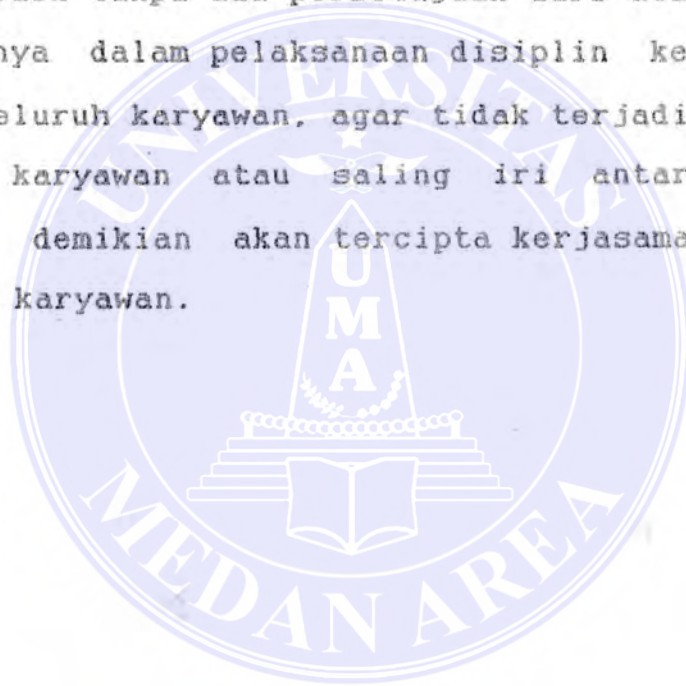 nya dalam pelaksanaan disiplin ke
eluruh karyawan, agar tidak terjadi
karyawan atau saling iri antar
demikian akan tercipta kerjasama
karyawan.
UNIVERSITAS
UMA
MEDAN AREA